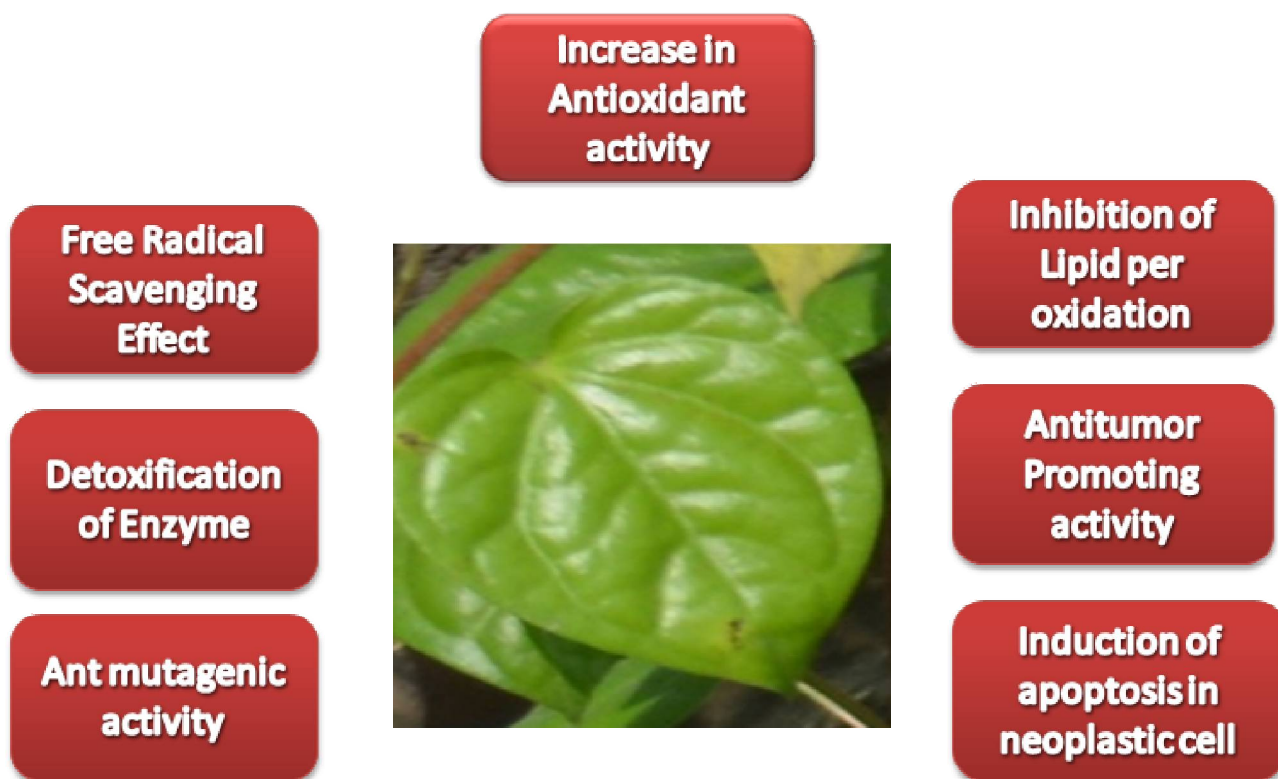 Increase in
Antioxidant
activity
Free Radical
Scavenging
Effect
Detoxification
of Enzyme
Ant mutagenic
activity
Inhibition of
Lipid per
oxidation
Antitumor
Promoting
activity
Induction of
apoptosis in
neoplastic cell